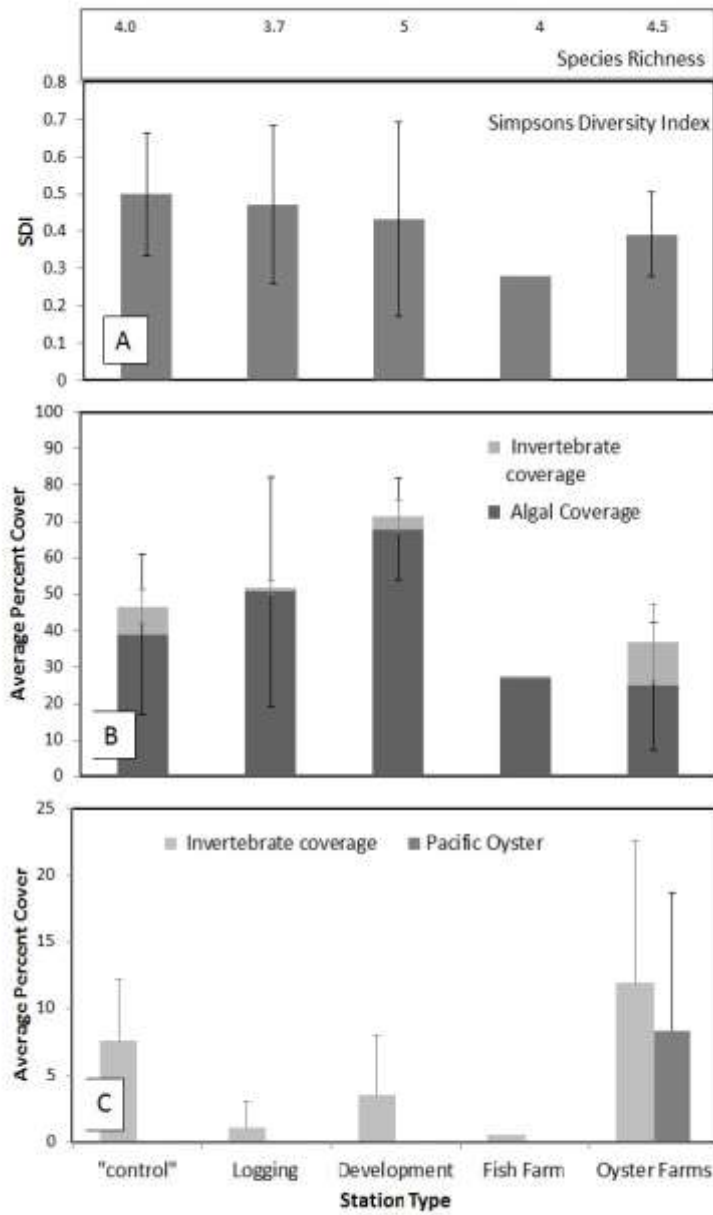 4.0 3.7 5 4 4.5
Species Richness
0.8
0.7
0.6
0.5
0.4
0.3
0.2
0.1
0
SDI
Simpsons Diversity Index
A
100
90
80
70
60
50
40
30
20
10
0
Average Percent Cover
Invertebrate
coverage
Algal Coverage
B
25
20
15
10
5
0
Average Percent Cover
Invertebrate coverage Pacific Oyster
C
"control" Logging Development Fish Farm Oyster Farms
Station Type